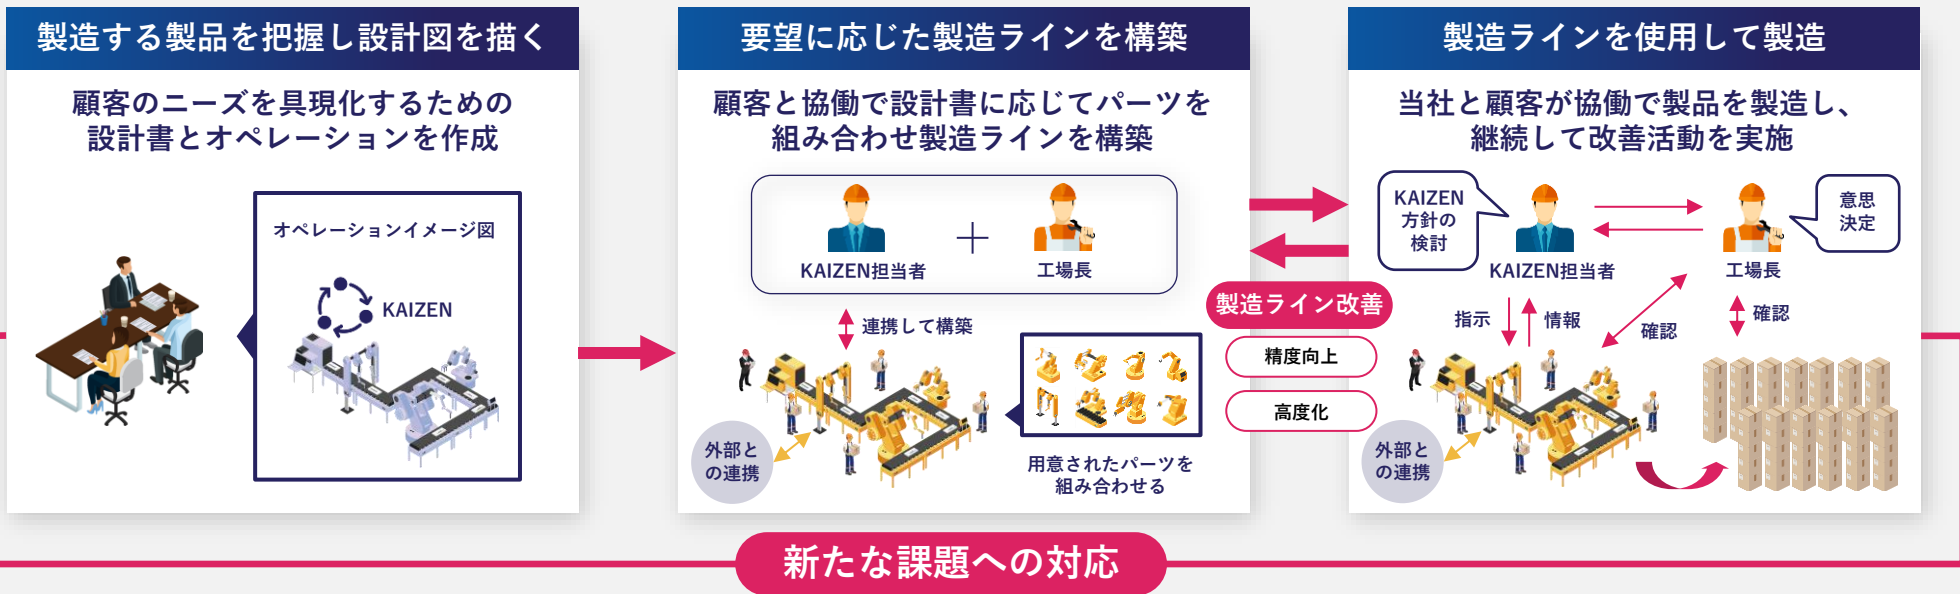 製造する製品を把握し設計図を描く
顧客のニーズを具現化するための
設計書とオペレーションを作成
オペレーションイメージ図
KAIZEN
要望に応じた製造ラインを構築
顧客と協働で設計書に応じてパーツを
組み合わせ製造ラインを構築
KAIZEN担当者
工場長
連携して構築
外部と
の連携
用意されたパーツを
組み合わせる
製造ライン改善
精度向上
高度化
製造ラインを使用して製造
当社と顧客が協働で製品を製造し、
継続して改善活動を実施
KAIZEN
方針の
検討
KAIZEN担当者
工場長
意思
決定
指示
情報
確認
確認
外部と
の連携
新たな課題への対応